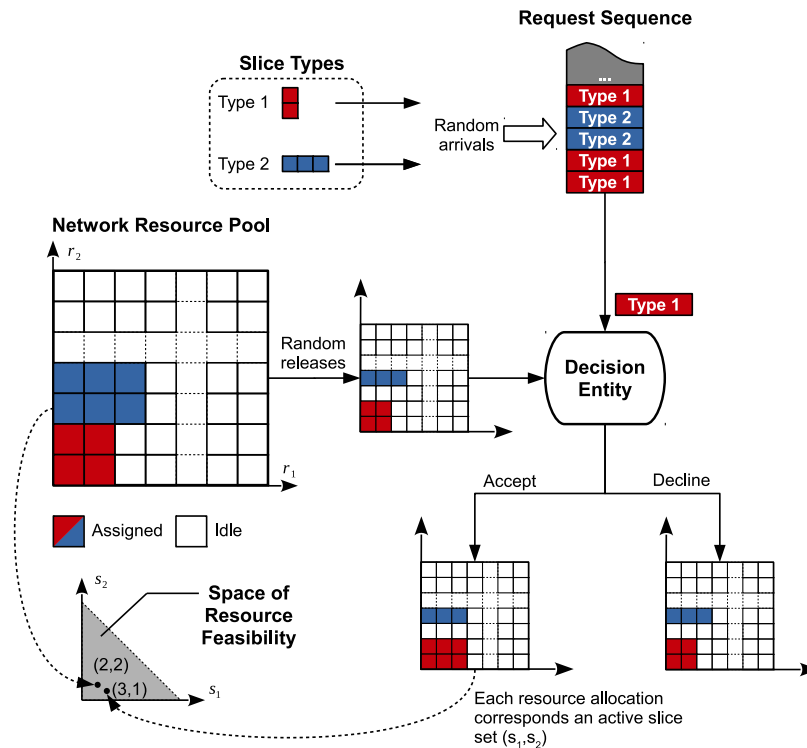 Request Sequence
Slice Types
Type 1
Type 2
Random
arrivals
...
Type 1
Type 2
Type 2
Type 1
Type 1
Network Resource Pool
r2
r1
Random
releases
Type 1
Decision
Entity
Accept
Decline
Assigned
Idle
s2
Space of
Resource
Feasibility
(2,2)
(3,1)
s1
Each resource allocation
corresponds an active slice
set (s1,s2)